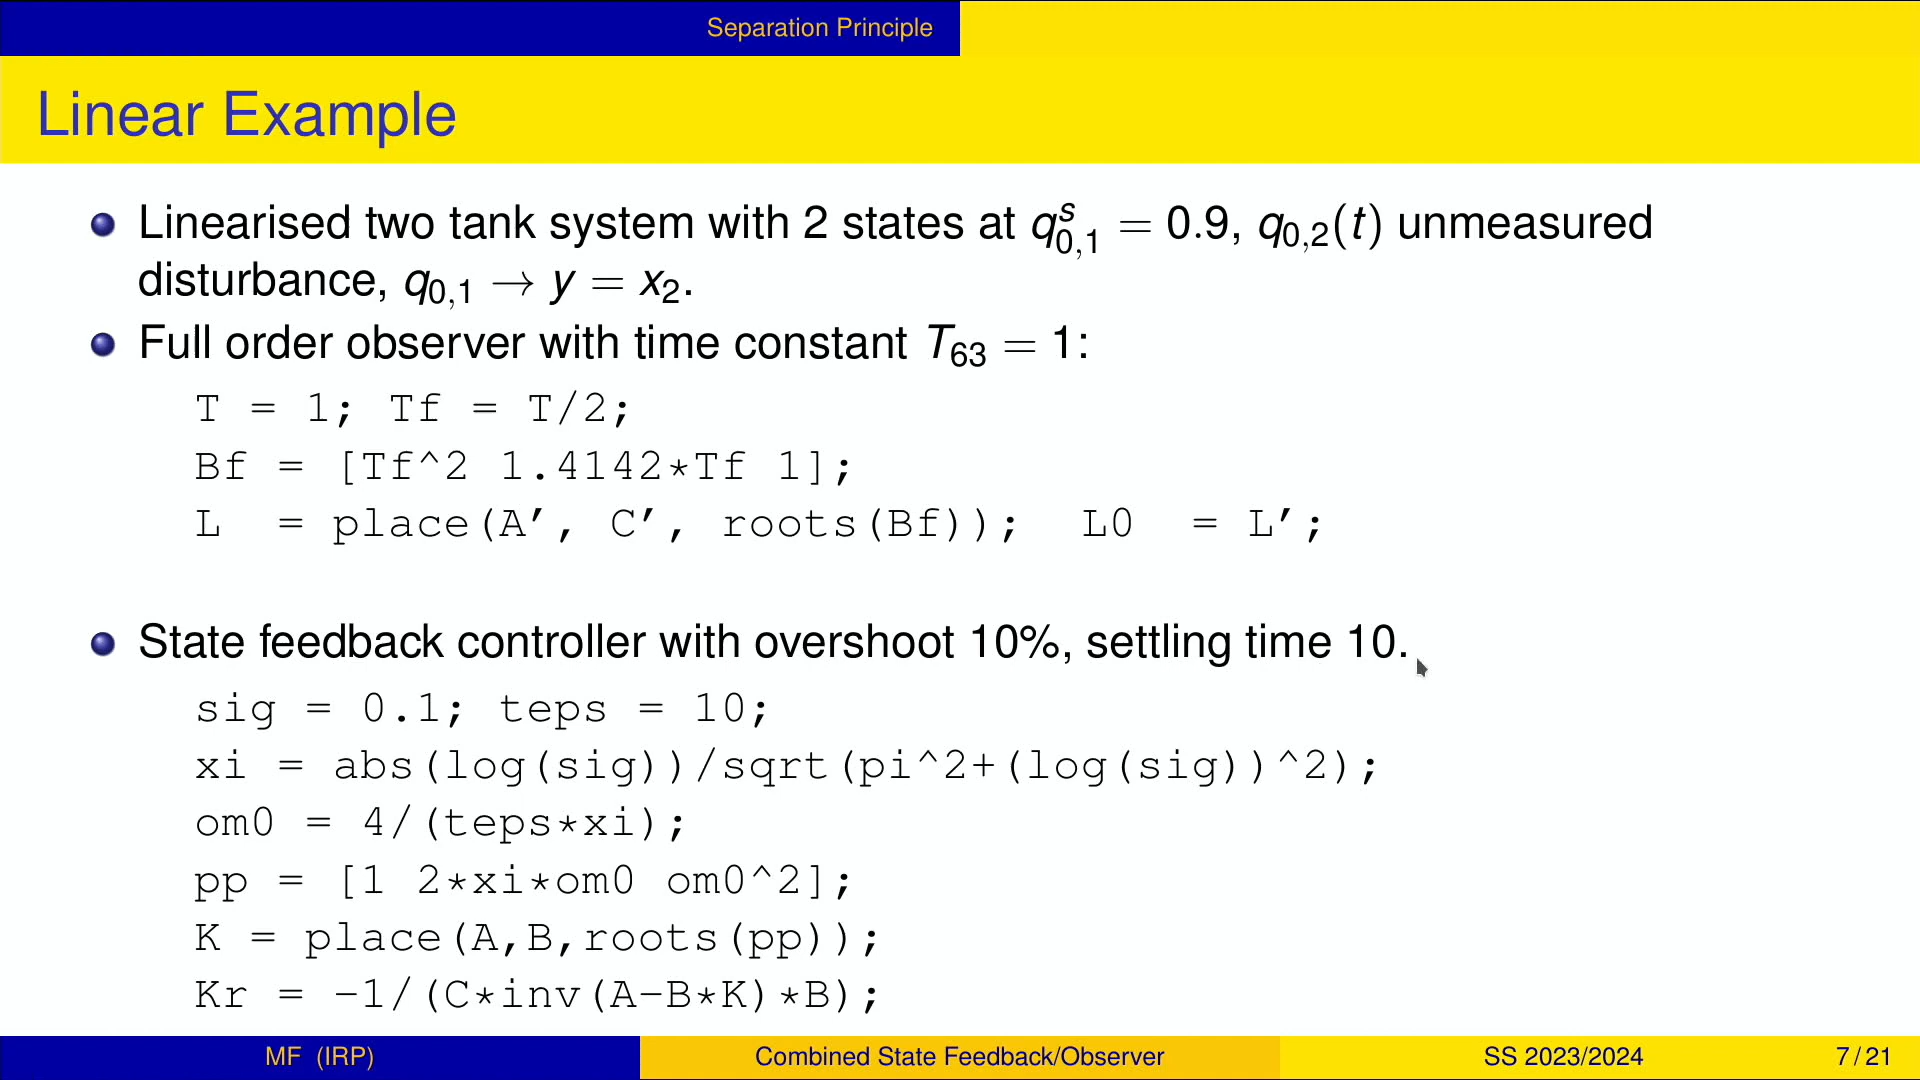 Separation Principle
Linear Example
Linearised two tank system with 2 states at q^s_{0,1} = 0.9, q_{0,2}(t) unmeasured
disturbance, q_{0,1} → y = x_2.
Full order observer with time constant T_{63} = 1:
T = 1; Tf = T/2;
Bf = [Tf^2 1.4142*Tf 1];
L  = place(A', C', roots(Bf));  L0  = L';
State feedback controller with overshoot 10%, settling time 10.
sig = 0.1; teps = 10;
xi = abs(log(sig))/sqrt(pi^2+(log(sig))^2);
om0 = 4/(teps*xi);
pp = [1 2*xi*om0 om0^2];
K = place(A,B,roots(pp));
Kr = -1/(C*inv(A-B*K)*B);
MF (IRP) Combined State Feedback/Observer SS 2023/2024 7 / 21